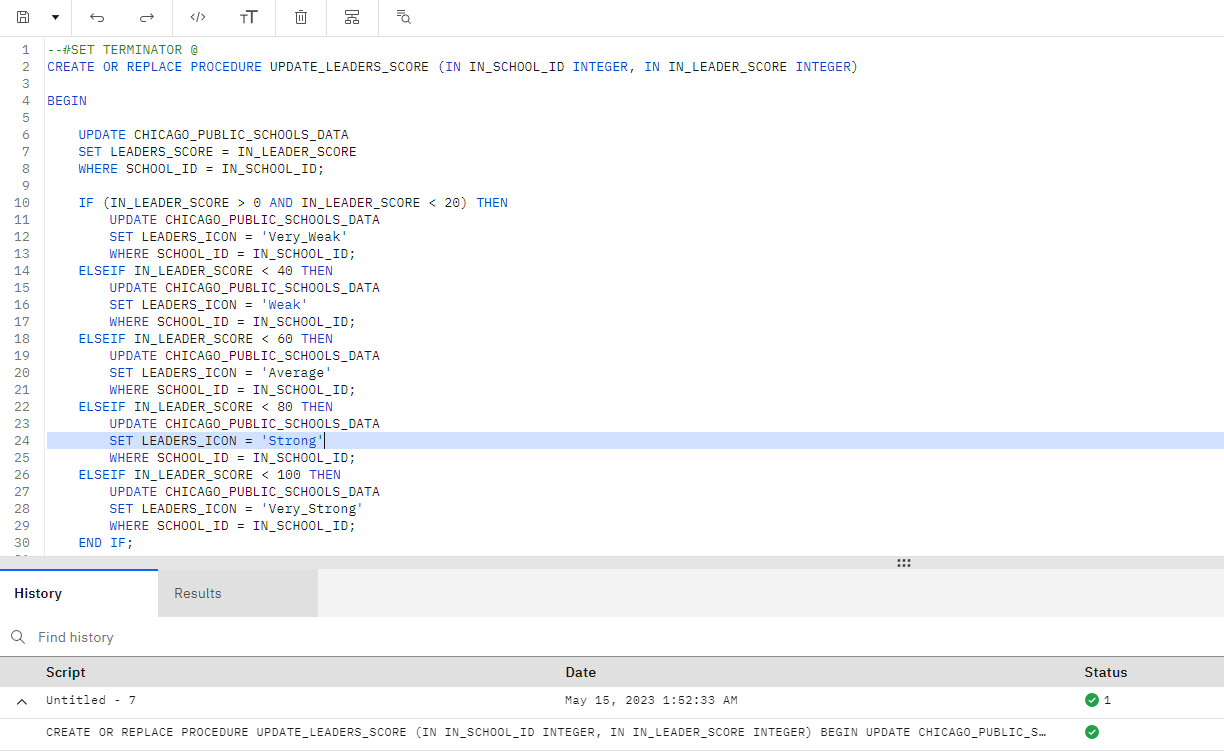 </> TT
1 --#SET TERMINATOR @
2 CREATE OR REPLACE PROCEDURE UPDATE_LEADERS_SCORE (IN IN_SCHOOL_ID INTEGER, IN IN_LEADER_SCORE INTEGER)
3
4 BEGIN
5
6 UPDATE CHICAGO_PUBLIC_SCHOOLS_DATA
7 SET LEADERS_SCORE = IN_LEADER_SCORE
8 WHERE SCHOOL_ID = IN_SCHOOL_ID;
9
10 IF (IN_LEADER_SCORE > 0 AND IN_LEADER_SCORE < 20) THEN
11 UPDATE CHICAGO_PUBLIC_SCHOOLS_DATA
12 SET LEADERS_ICON = 'Very_Weak'
13 WHERE SCHOOL_ID = IN_SCHOOL_ID;
14 ELSEIF IN_LEADER_SCORE < 40 THEN
15 UPDATE CHICAGO_PUBLIC_SCHOOLS_DATA
16 SET LEADERS_ICON = 'Weak'
17 WHERE SCHOOL_ID = IN_SCHOOL_ID;
18 ELSEIF IN_LEADER_SCORE < 60 THEN
19 UPDATE CHICAGO_PUBLIC_SCHOOLS_DATA
20 SET LEADERS_ICON = 'Average'
21 WHERE SCHOOL_ID = IN_SCHOOL_ID;
22 ELSEIF IN_LEADER_SCORE < 80 THEN
23 UPDATE CHICAGO_PUBLIC_SCHOOLS_DATA
24 SET LEADERS_ICON = 'Strong'
25 WHERE SCHOOL_ID = IN_SCHOOL_ID;
26 ELSEIF IN_LEADER_SCORE < 100 THEN
27 UPDATE CHICAGO_PUBLIC_SCHOOLS_DATA
28 SET LEADERS_ICON = 'Very_Strong'
29 WHERE SCHOOL_ID = IN_SCHOOL_ID;
30 END IF;
History Results
Find history
Script Date Status
Untitled - 7 May 15, 2023 1:52:33 AM 1
CREATE OR REPLACE PROCEDURE UPDATE_LEADERS_SCORE (IN IN_SCHOOL_ID INTEGER, IN IN_LEADER_SCORE INTEGER) BEGIN UPDATE CHICAGO_PUBLIC_S…